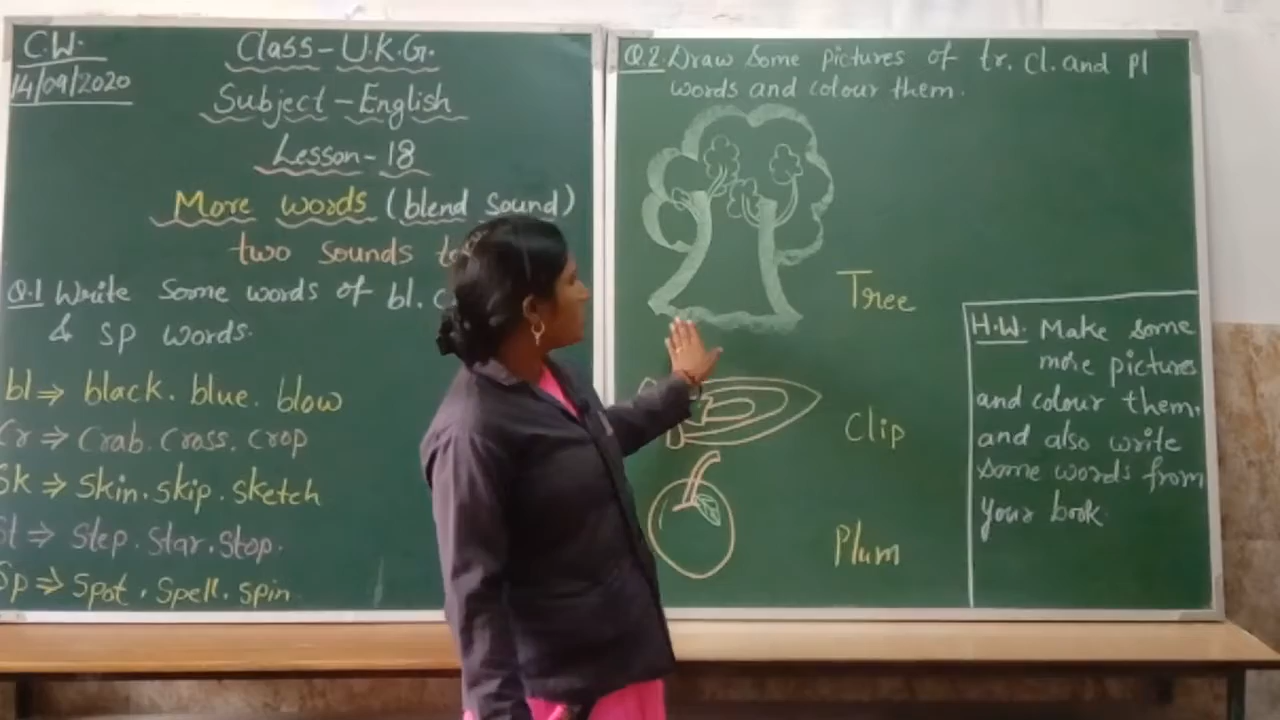 C.W.
14/09/2020
Class-U.K.G.
Subject-English
Lesson-18
More words (blend sound)
two sounds
Q.1 Write some words of bl. c
& sp words.
bl⇒ black. blue. blow
Cr⇒ Crab. Cross. Crop
Sk⇒ Skin. skip. sketch
St⇒ Step. Star. Stop.
Sp⇒ Spot. Spell. spin
Q.2 Draw some pictures of tr. cl. and pl
words and colour them.
Tree
Clip
Plum
H.W. Make some
more pictures
and colour them.
and also write
some words from
your book